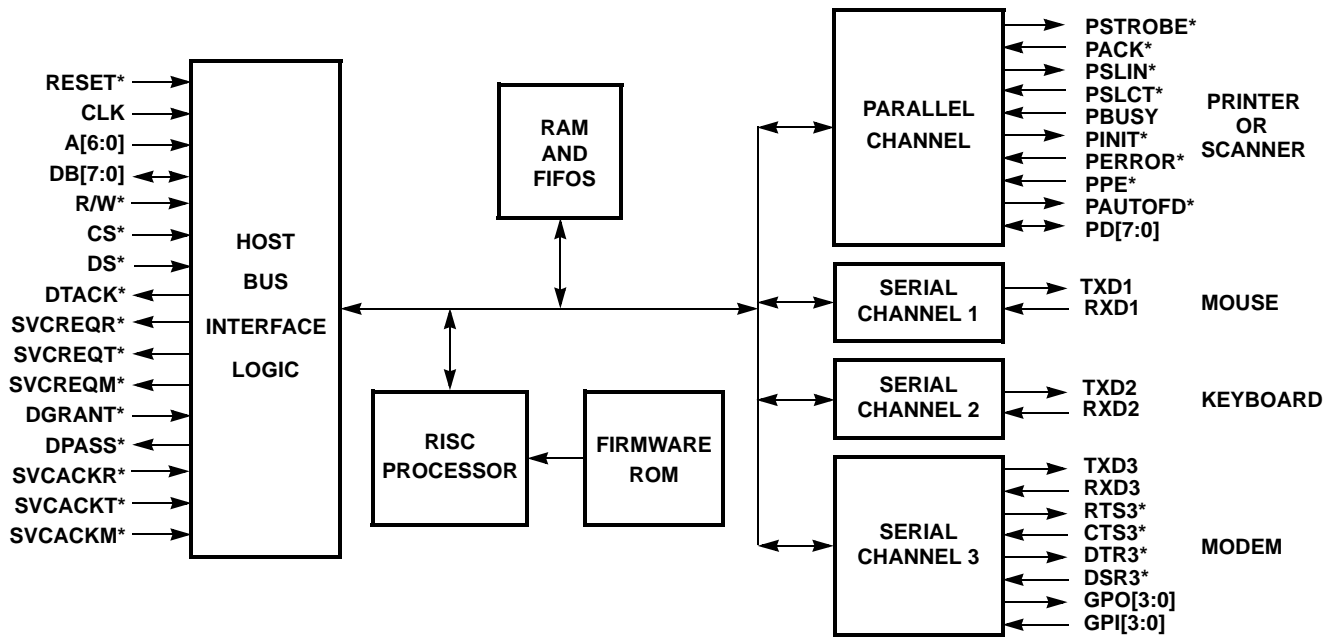 RESET*
CLK
A[6:0]
DB[7:0]
R/W*
CS*
DS*
DTACK*
SVCREQR*
SVCREQT*
SVCREQM*
DGRANT*
DPASS*
SVCACKR*
SVCACKT*
SVCACKM*
HOST
BUS
INTERFACE
LOGIC
RAM
AND
FIFOS
RISC
PROCESSOR
FIRMWARE
ROM
PARALLEL
CHANNEL
PSTROBE*
PACK*
PSLIN*
PSLCT*
PBUSY
PINIT*
PERROR*
PPE*
PAUTOFD*
PD[7:0]
PRINTER
OR
SCANNER
SERIAL
CHANNEL 1
TXD1
RXD1
MOUSE
SERIAL
CHANNEL 2
TXD2
RXD2
KEYBOARD
SERIAL
CHANNEL 3
TXD3
RXD3
RTS3*
CTS3*
DTR3*
DSR3*
GPO[3:0]
GPI[3:0]
MODEM